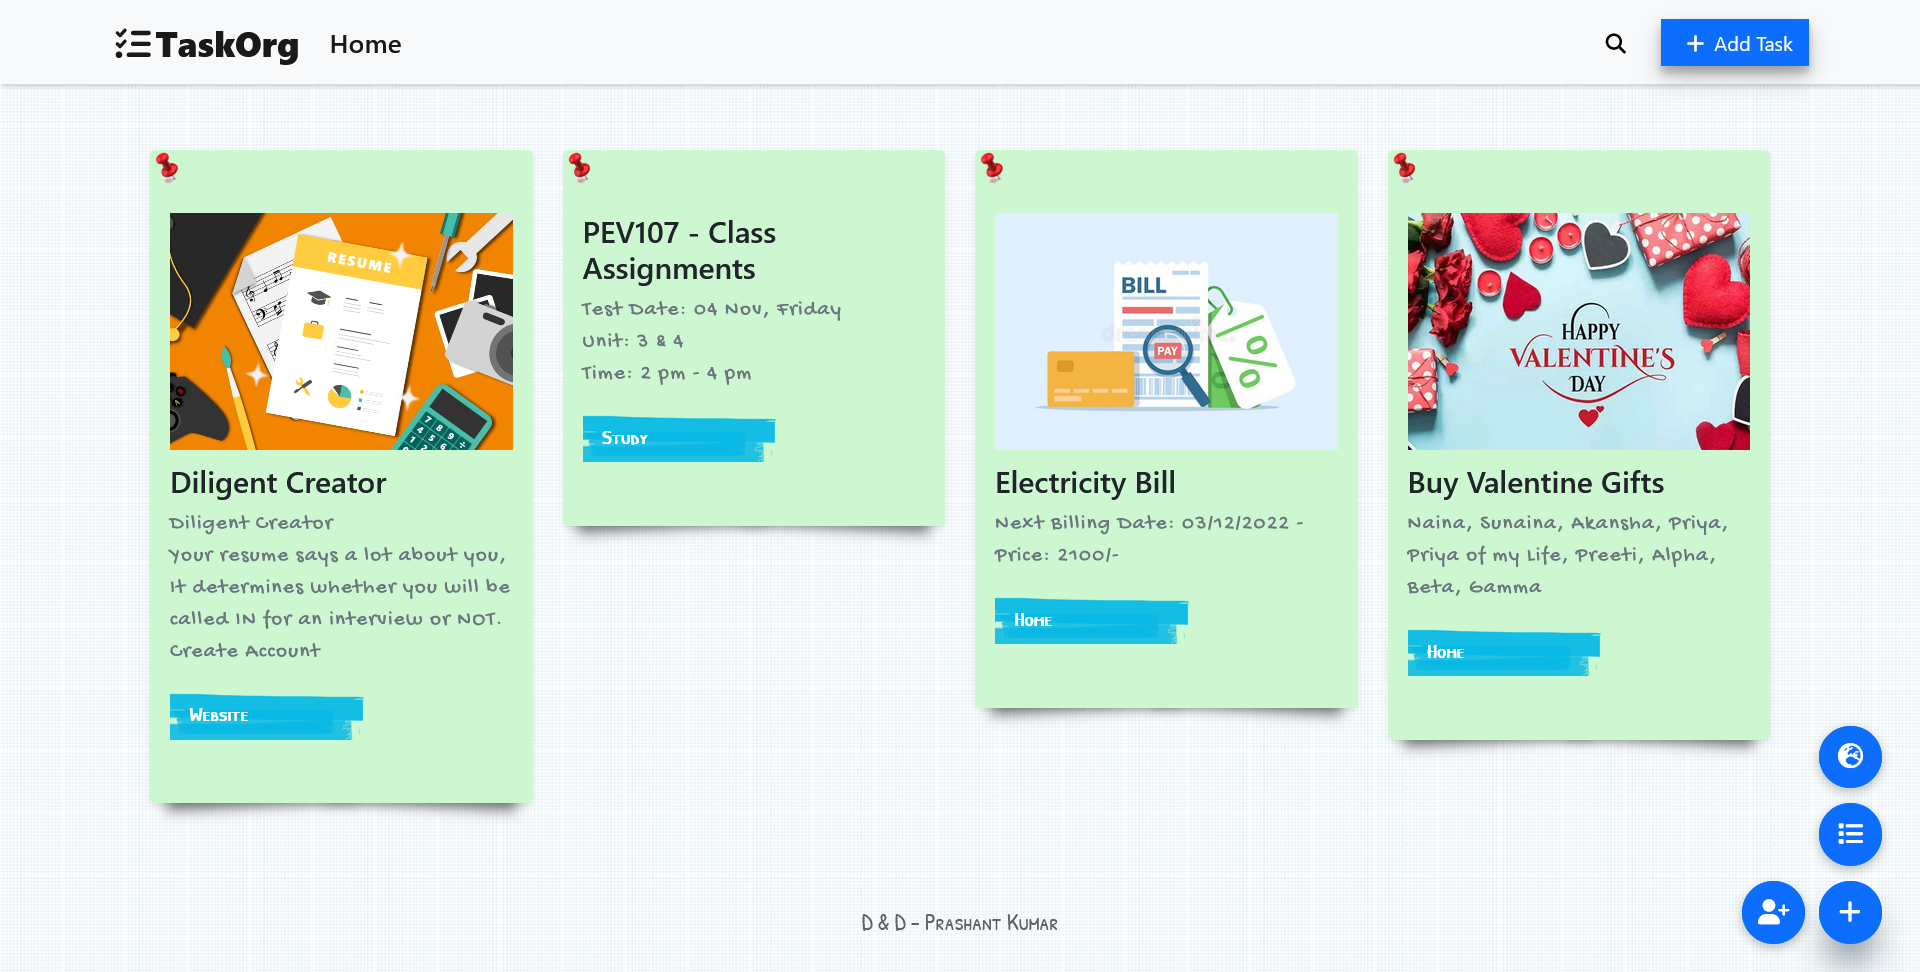 TaskOrg Home
Add Task
RESUME
Diligent Creator
Diligent Creator
Your resume says a lot about you,
It determines whether you will be
called IN for an interview or NOT.
Create Account
Website
PEV107 - Class
Assignments
Test Date: 04 Nov, Friday
Unit: 3 & 4
Time: 2 pm - 4 pm
Study
BILL
PAY
%
%
Electricity Bill
Next Billing Date: 03/12/2022 -
Price: 2100/-
Home
HAPPY
VALENTINE'S
DAY
Buy Valentine Gifts
Naina, Sunaina, Akansha, Priya,
Priya of my Life, Preeti, Alpha,
Beta, Gamma
Home
D & D - Prashant Kumar